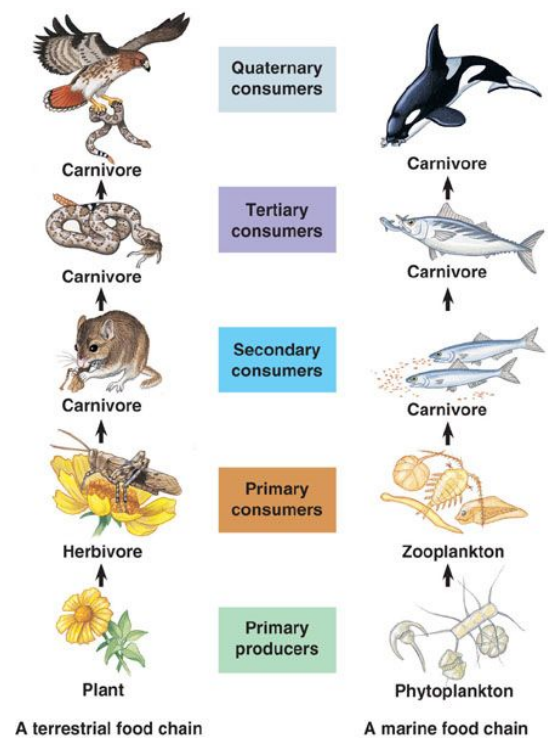 Quaternary
consumers
Carnivore
Carnivore
Tertiary
consumers
Carnivore
Carnivore
Secondary
consumers
Carnivore
Carnivore
Primary
consumers
Herbivore
Zooplankton
Primary
producers
Plant
Phytoplankton
A terrestrial food chain
A marine food chain